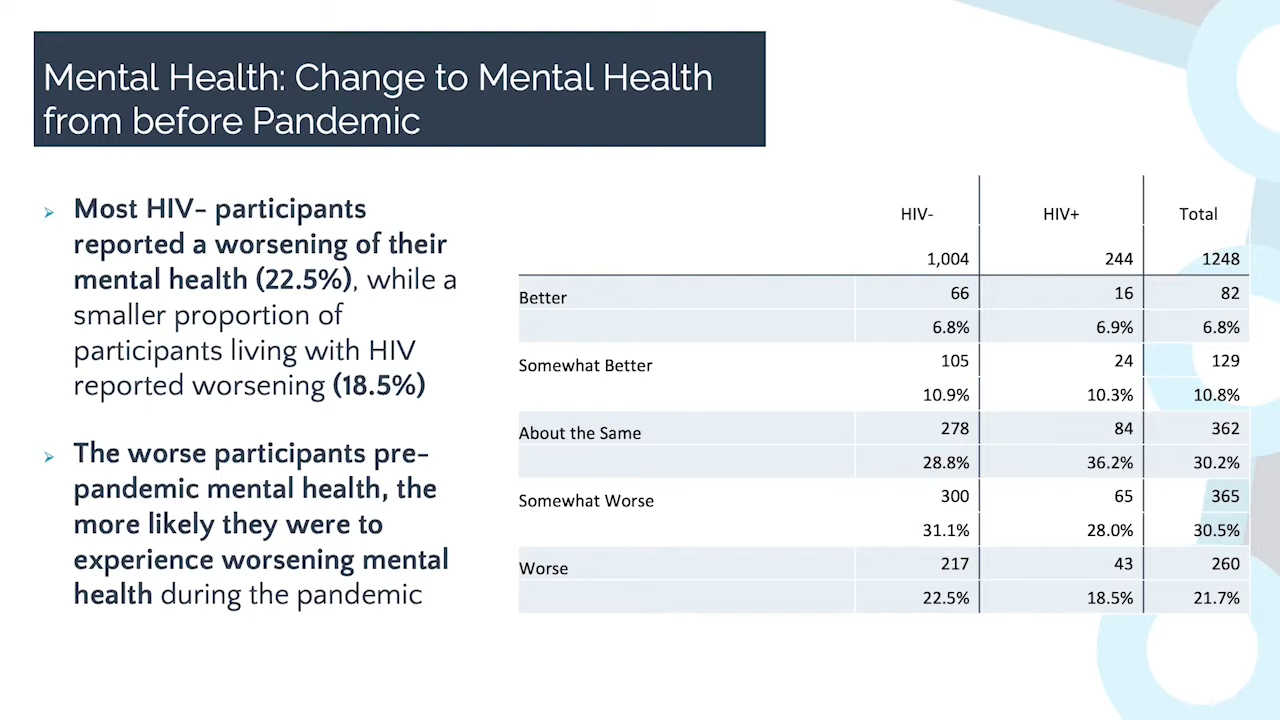 Mental Health: Change to Mental Health
from before Pandemic
Most HIV- participants
reported a worsening of their
mental health (22.5%), while a
smaller proportion of
participants living with HIV
reported worsening (18.5%)
The worse participants pre-
pandemic mental health, the
more likely they were to
experience worsening mental
health during the pandemic
HIV- HIV+ Total
1,004 244 1248
Better 66 16 82
6.8% 6.9% 6.8%
Somewhat Better 105 24 129
10.9% 10.3% 10.8%
About the Same 278 84 362
28.8% 36.2% 30.2%
Somewhat Worse 300 65 365
31.1% 28.0% 30.5%
Worse 217 43 260
22.5% 18.5% 21.7%